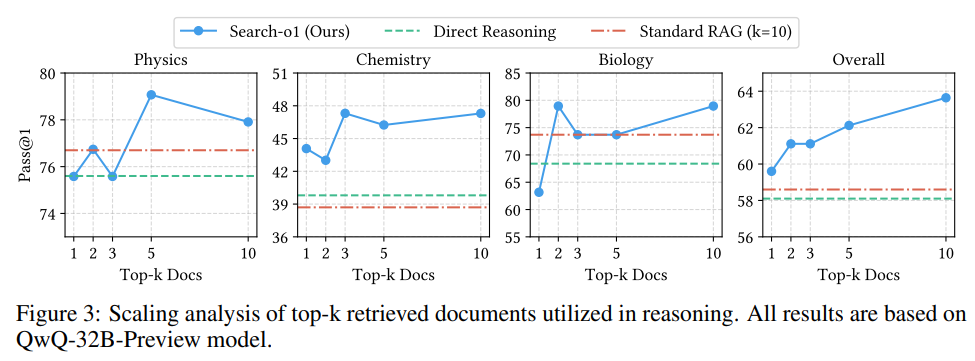 Search-o1 (Ours) Direct Reasoning Standard RAG (k=10)
Physics Chemistry Biology Overall
Pass@1
80
78
76
74
1 2 3 5 10
Top-k Docs
51
48
45
42
39
36
1 2 3 5 10
Top-k Docs
85
80
75
70
65
60
55
1 2 3 5 10
Top-k Docs
64
62
60
58
56
1 2 3 5 10
Top-k Docs
Figure 3: Scaling analysis of top-k retrieved documents utilized in reasoning. All results are based on
QwQ-32B-Preview model.